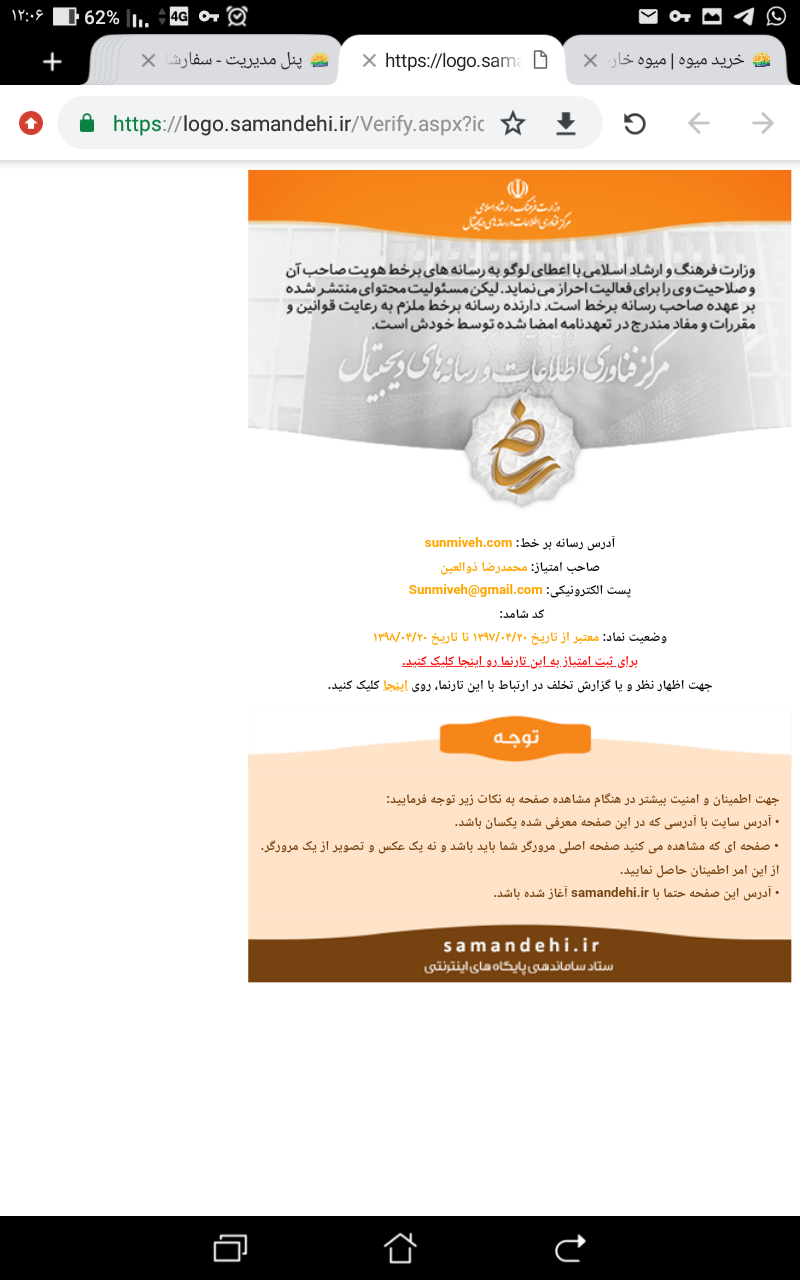 ۱۲:۰۶ 62% 4G
پنل مدیریت - سفارشا
https://logo.sama
خرید میوه | میوه خار
https://logo.samandehi.ir/Verify.aspx?ic
وزارت فرهنگ و ارشاد اسلامی
مرکز فناوری اطلاعات و رسانه های دیجیتال
وزارت فرهنگ و ارشاد اسلامی با اعطای لوگو به رسانه های برخط هویت صاحب آن
و صلاحیت وی را برای فعالیت احراز می نماید. لیکن مسئولیت محتوای منتشر شده
بر عهده صاحب رسانه برخط است. دارنده رسانه برخط ملزم به رعایت قوانین و
مقررات و مفاد مندرج در تعهدنامه امضا شده توسط خودش است.
مرکز فناوری اطلاعات و رسانه های دیجیتال
آدرس رسانه بر خط: sunmiveh.com
صاحب امتیاز: محمدرضا ذوالعین
پست الکترونیکی: Sunmiveh@gmail.com
کد شامد:
وضعیت نماد: معتبر از تاریخ ۱۳۹۷/۰۴/۲۰ تا تاریخ ۱۳۹۸/۰۴/۲۰
برای ثبت امتیاز به این تارنما رو اینجا کلیک کنید.
جهت اظهار نظر و یا گزارش تخلف در ارتباط با این تارنما، روی اینجا کلیک کنید.
توجه
جهت اطمینان و امنیت بیشتر در هنگام مشاهده صفحه به نکات زیر توجه فرمایید:
• آدرس سایت با آدرسی که در این صفحه معرفی شده یکسان باشد.
• صفحه ای که مشاهده می کنید صفحه اصلی مرورگر شما باید باشد و نه یک عکس و تصویر از یک مرورگر.
از این امر اطمینان حاصل نمایید.
• آدرس این صفحه حتما با samandehi.ir آغاز شده باشد.
samandehi.ir
ستاد ساماندهی پایگاه های اینترنتی